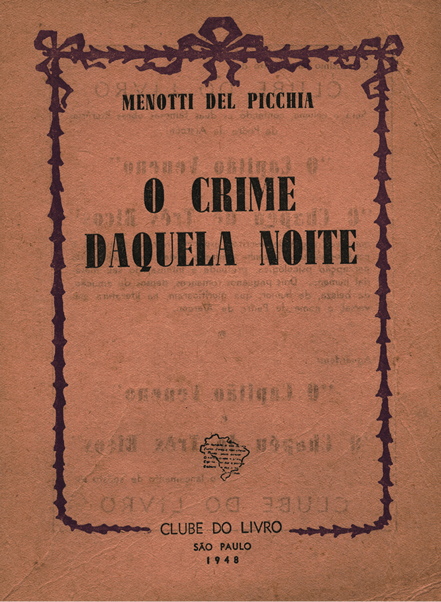 MENOTTI DEL PICCHIA
O CRIME
DAQUELA NOITE
CLUBE DO LIVRO
SÃO PAULO
1948